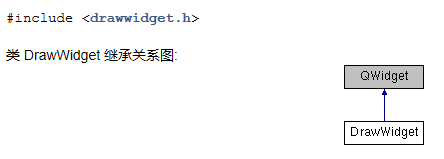 #include <drawwidget.h>
类 DrawWidget 继承关系图:
QWidget
DrawWidget